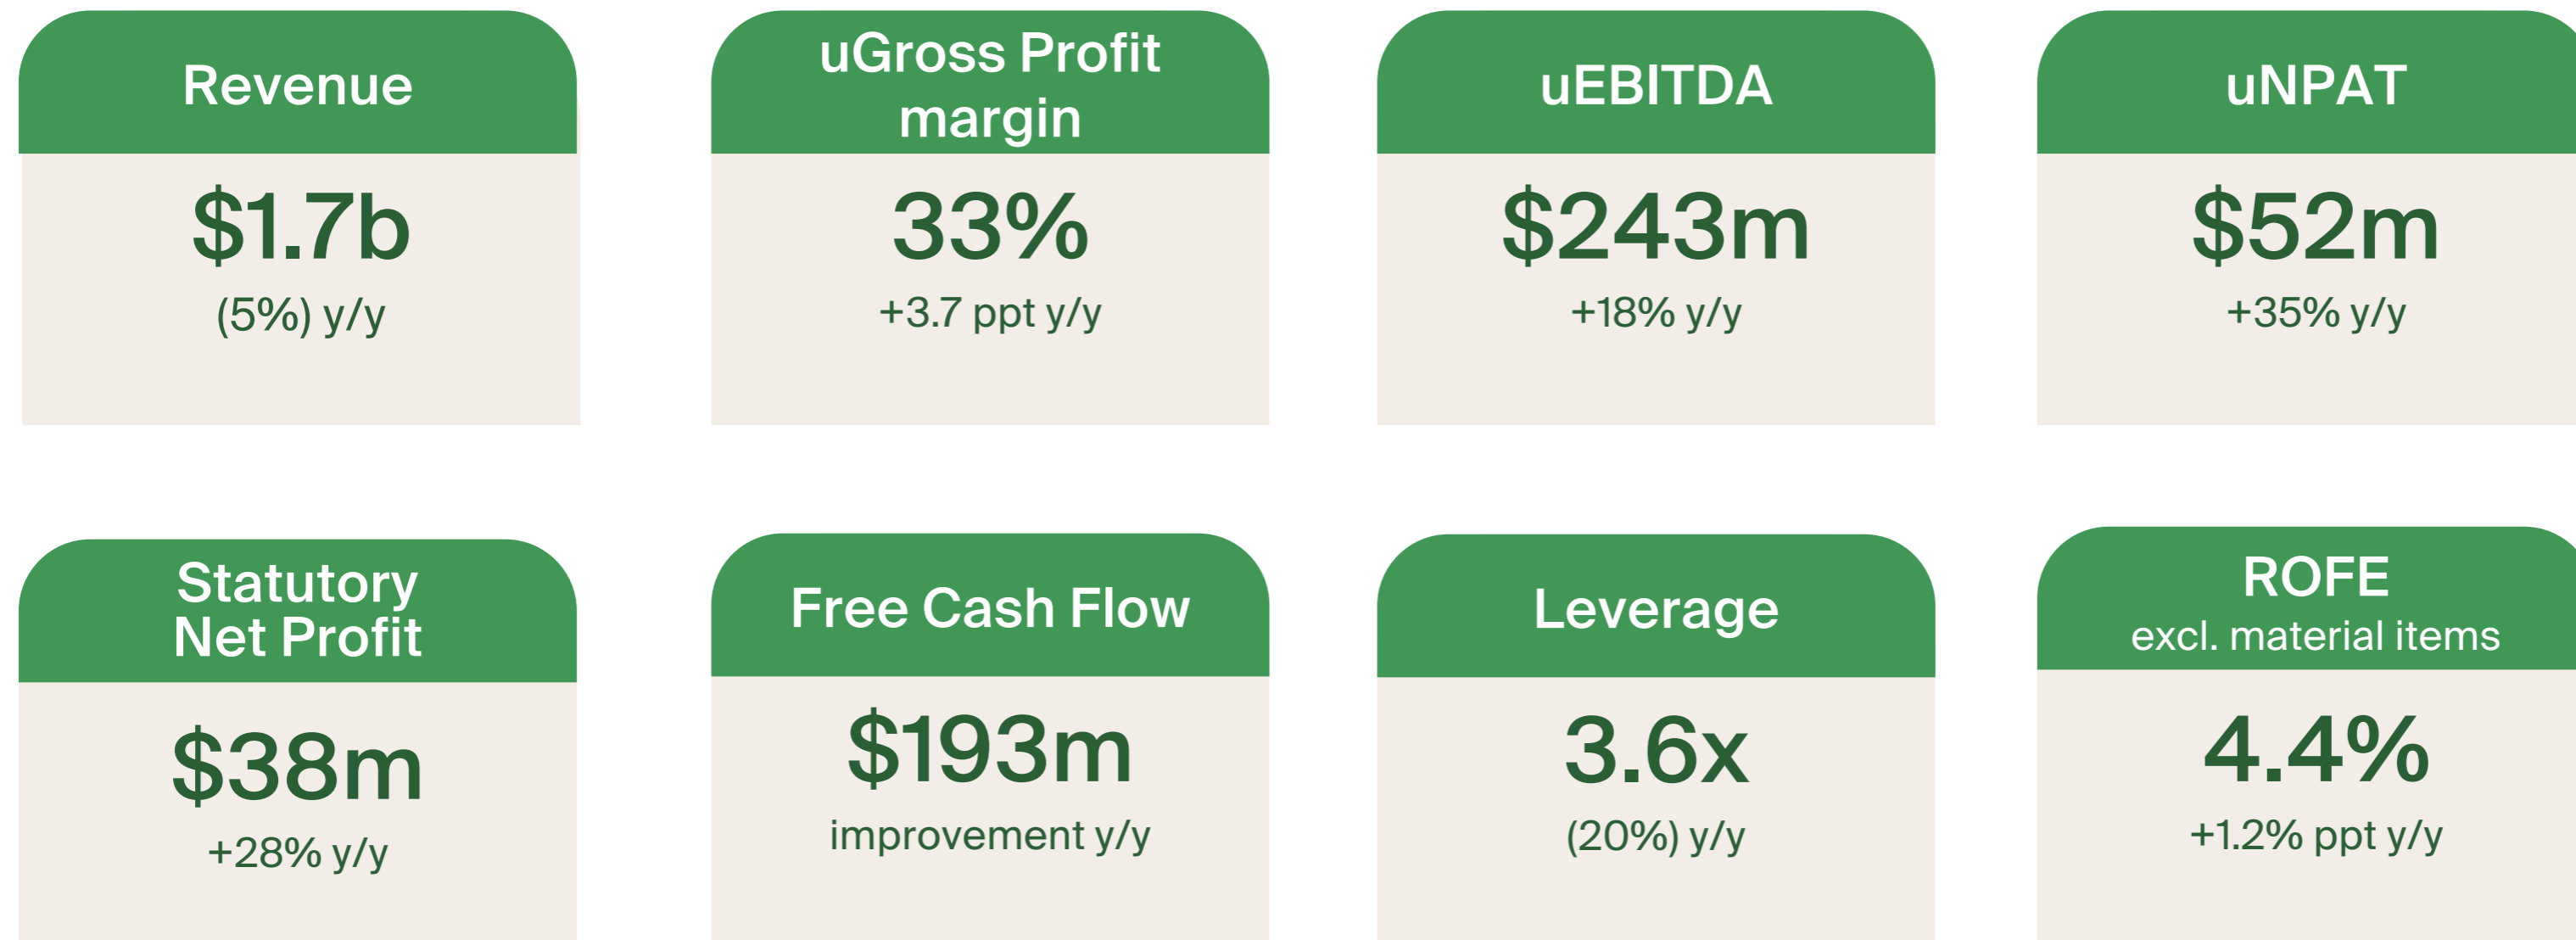 Revenue
$1.7b
(5%) y/y
uGross Profit
margin
33%
+3.7 ppt y/y
uEBITDA
$243m
+18% y/y
uNPAT
$52m
+35% y/y
Statutory
Net Profit
$38m
+28% y/y
Free Cash Flow
$193m
improvement y/y
Leverage
3.6x
(20%) y/y
ROFE
excl. material items
4.4%
+1.2% ppt y/y